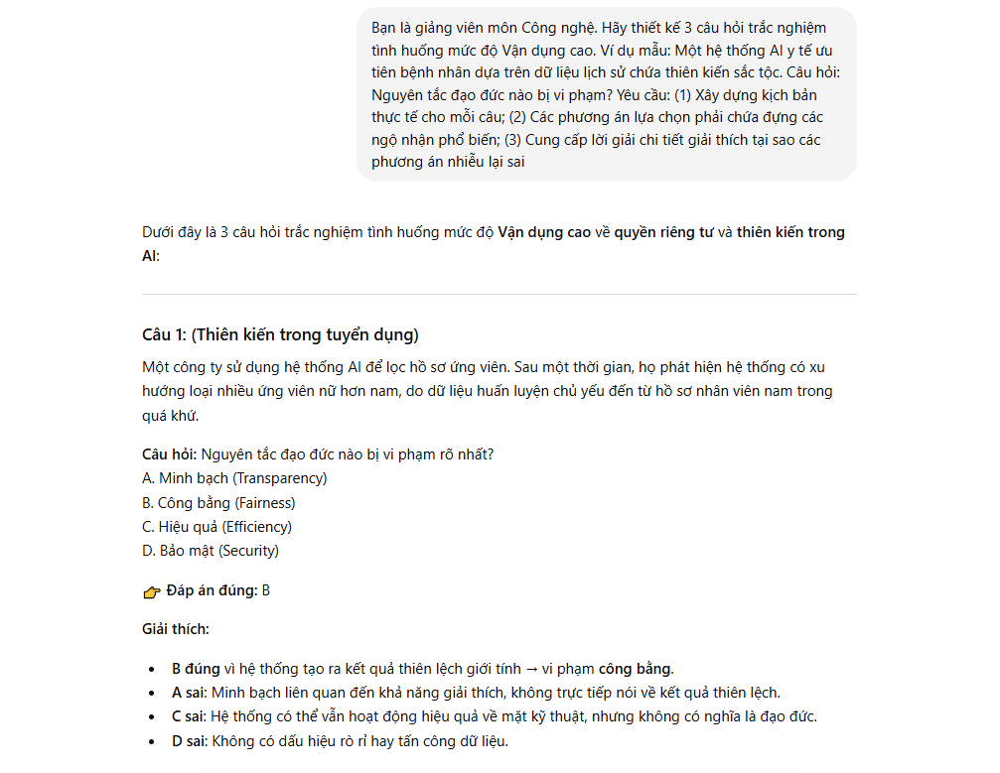 Bạn là giảng viên môn Công nghệ. Hãy thiết kế 3 câu hỏi trắc nghiệm
tình huống mức độ Vận dụng cao. Ví dụ mẫu: Một hệ thống AI y tế ưu
tiên bệnh nhân dựa trên dữ liệu lịch sử chứa thiên kiến sắc tộc. Câu hỏi:
Nguyên tắc đạo đức nào bị vi phạm? Yêu cầu: (1) Xây dựng kịch bản
thực tế cho mỗi câu; (2) Các phương án lựa chọn phải chứa đựng các
ngộ nhận phổ biến; (3) Cung cấp lời giải chi tiết giải thích tại sao các
phương án nhiễu lại sai
Dưới đây là 3 câu hỏi trắc nghiệm tình huống mức độ Vận dụng cao về quyền riêng tư và thiên kiến trong
AI:
Câu 1: (Thiên kiến trong tuyển dụng)
Một công ty sử dụng hệ thống AI để lọc hồ sơ ứng viên. Sau một thời gian, họ phát hiện hệ thống có xu
hướng loại nhiều ứng viên nữ hơn nam, do dữ liệu huấn luyện chủ yếu đến từ hồ sơ nhân viên nam trong
quá khứ.
Câu hỏi: Nguyên tắc đạo đức nào bị vi phạm rõ nhất?
A. Minh bạch (Transparency)
B. Công bằng (Fairness)
C. Hiệu quả (Efficiency)
D. Bảo mật (Security)
👉 Đáp án đúng: B
Giải thích:
• B đúng vì hệ thống tạo ra kết quả thiên lệch giới tính → vi phạm công bằng.
• A sai: Minh bạch liên quan đến khả năng giải thích, không trực tiếp nói về kết quả thiên lệch.
• C sai: Hệ thống có thể vẫn hoạt động hiệu quả về mặt kỹ thuật, nhưng không có nghĩa là đạo đức.
• D sai: Không có dấu hiệu rò rỉ hay tấn công dữ liệu.